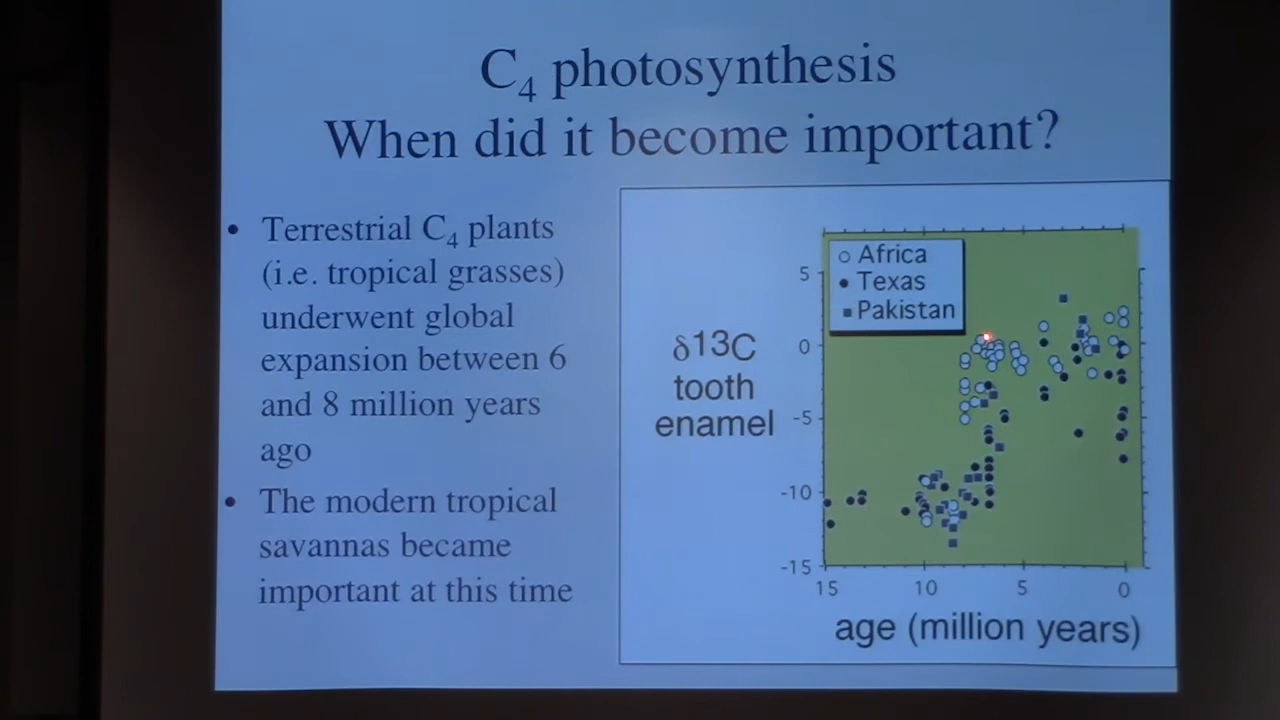 C₄ photosynthesis
When did it become important?
• Terrestrial C₄ plants
(i.e. tropical grasses)
underwent global
expansion between 6
and 8 million years
ago
• The modern tropical
savannas became
important at this time
Africa
Texas
Pakistan
δ13C
tooth
enamel
5
0
-5
-10
-15
15 10 5 0
age (million years)